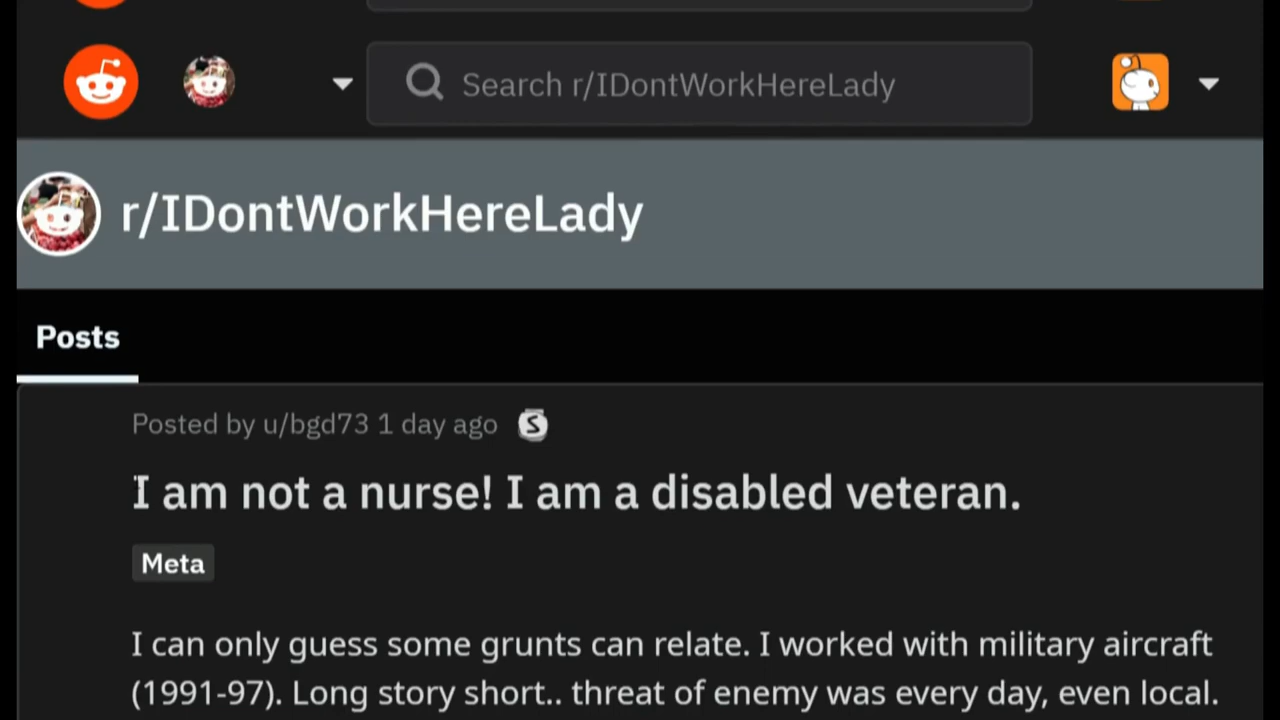 Search r/IDontWorkHereLady
r/IDontWorkHereLady
Posts
Posted by u/bgd73 1 day ago S
I am not a nurse! I am a disabled veteran.
Meta
I can only guess some grunts can relate. I worked with military aircraft
(1991-97). Long story short.. threat of enemy was every day, even local.